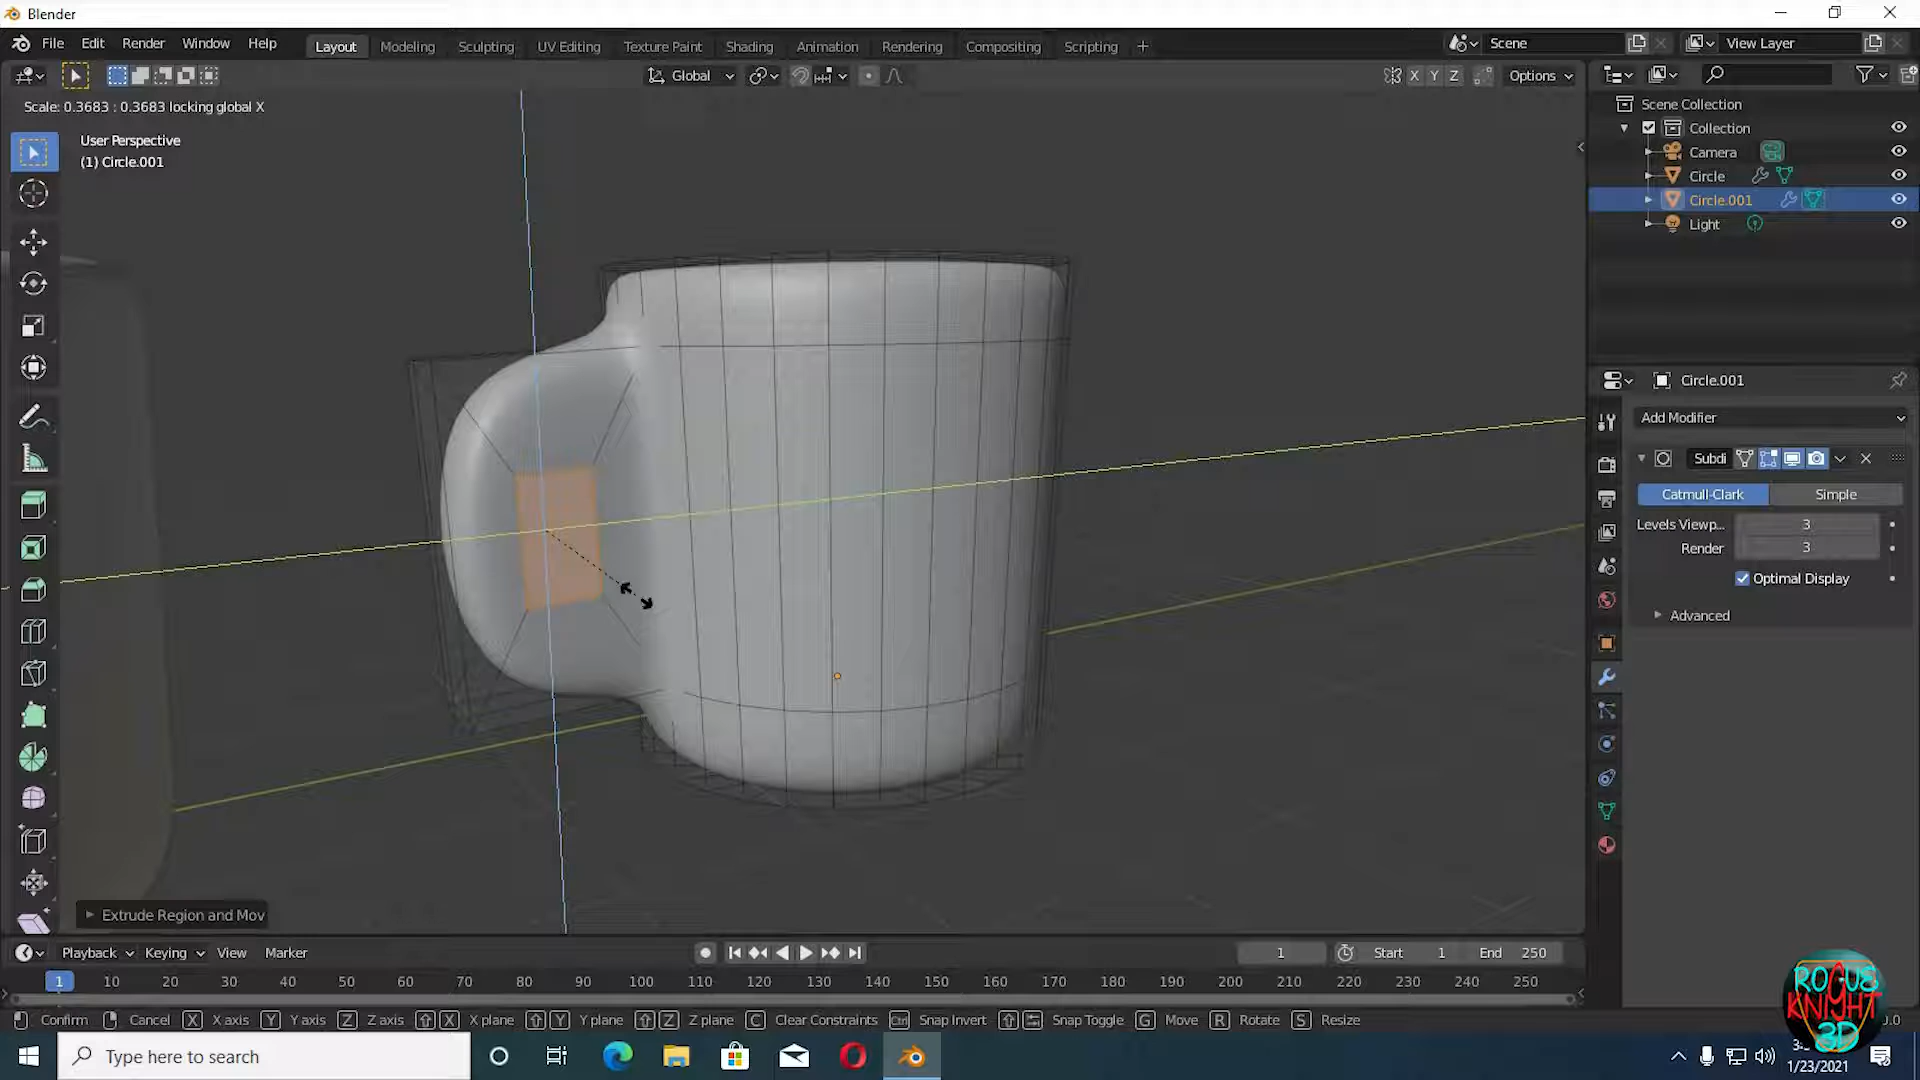 Blender
File Edit Render Window Help Layout Modeling Sculpting UV Editing Texture Paint Shading Animation Rendering Compositing Scripting + Scene View Layer
Global X Y Z Options
Scale: 0.3683 : 0.3683 locking global X
User Perspective
(1) Circle.001
Scene Collection
Collection
Camera
Circle
Circle.001
Light
Circle.001
Add Modifier
Subdi
Catmull-Clark Simple
Levels Viewp... 3
Render 3
Optimal Display
Advanced
Extrude Region and Mov
Playback Keying View Marker 1 Start 1 End 250
1 10 20 30 40 50 60 70 80 90 100 110 120 130 140 150 160 170 180 190 200 210 220 230 240 250
Confirm Cancel X X axis Y Y axis Z Z axis X X plane Y Y plane Z Z plane C Clear Constraints Ctrl Snap Invert Snap Toggle G Move R Rotate S Resize
ROGUE
KNIGHT
3D
Type here to search
1/23/2021